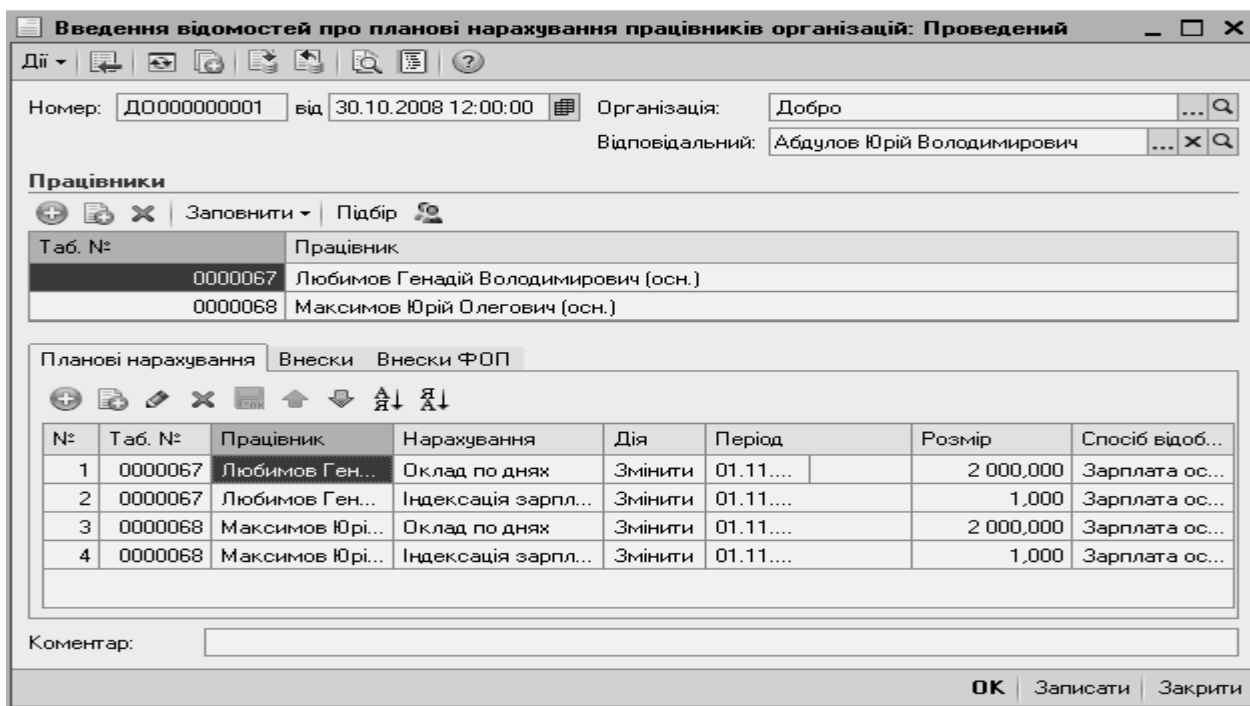 Введення відомостей про планові нарахування працівників організацій: Проведений
Дії
Номер: ДО000000001 від 30.10.2008 12:00:00 Організація: Добро ...
Відповідальний: Абдулов Юрій Володимирович ...
Працівники
Заповнити Підбір
Таб. № Працівник
0000067 Любимов Генадій Володимирович (осн.)
0000068 Максимов Юрій Олегович (осн.)
Планові нарахування Внески Внески ФОП
№ Таб. № Працівник Нарахування Дія Період Розмір Спосіб відоб...
1 0000067 Любимов Ген... Оклад по днях Змінити 01.11.... 2 000,000 Зарплата ос...
2 0000067 Любимов Ген... Індексація зарпл... Змінити 01.11.... 1,000 Зарплата ос...
3 0000068 Максимов Юрі... Оклад по днях Змінити 01.11.... 2 000,000 Зарплата ос...
4 0000068 Максимов Юрі... Індексація зарпл... Змінити 01.11.... 1,000 Зарплата ос...
Коментар:
OK Записати Закрити